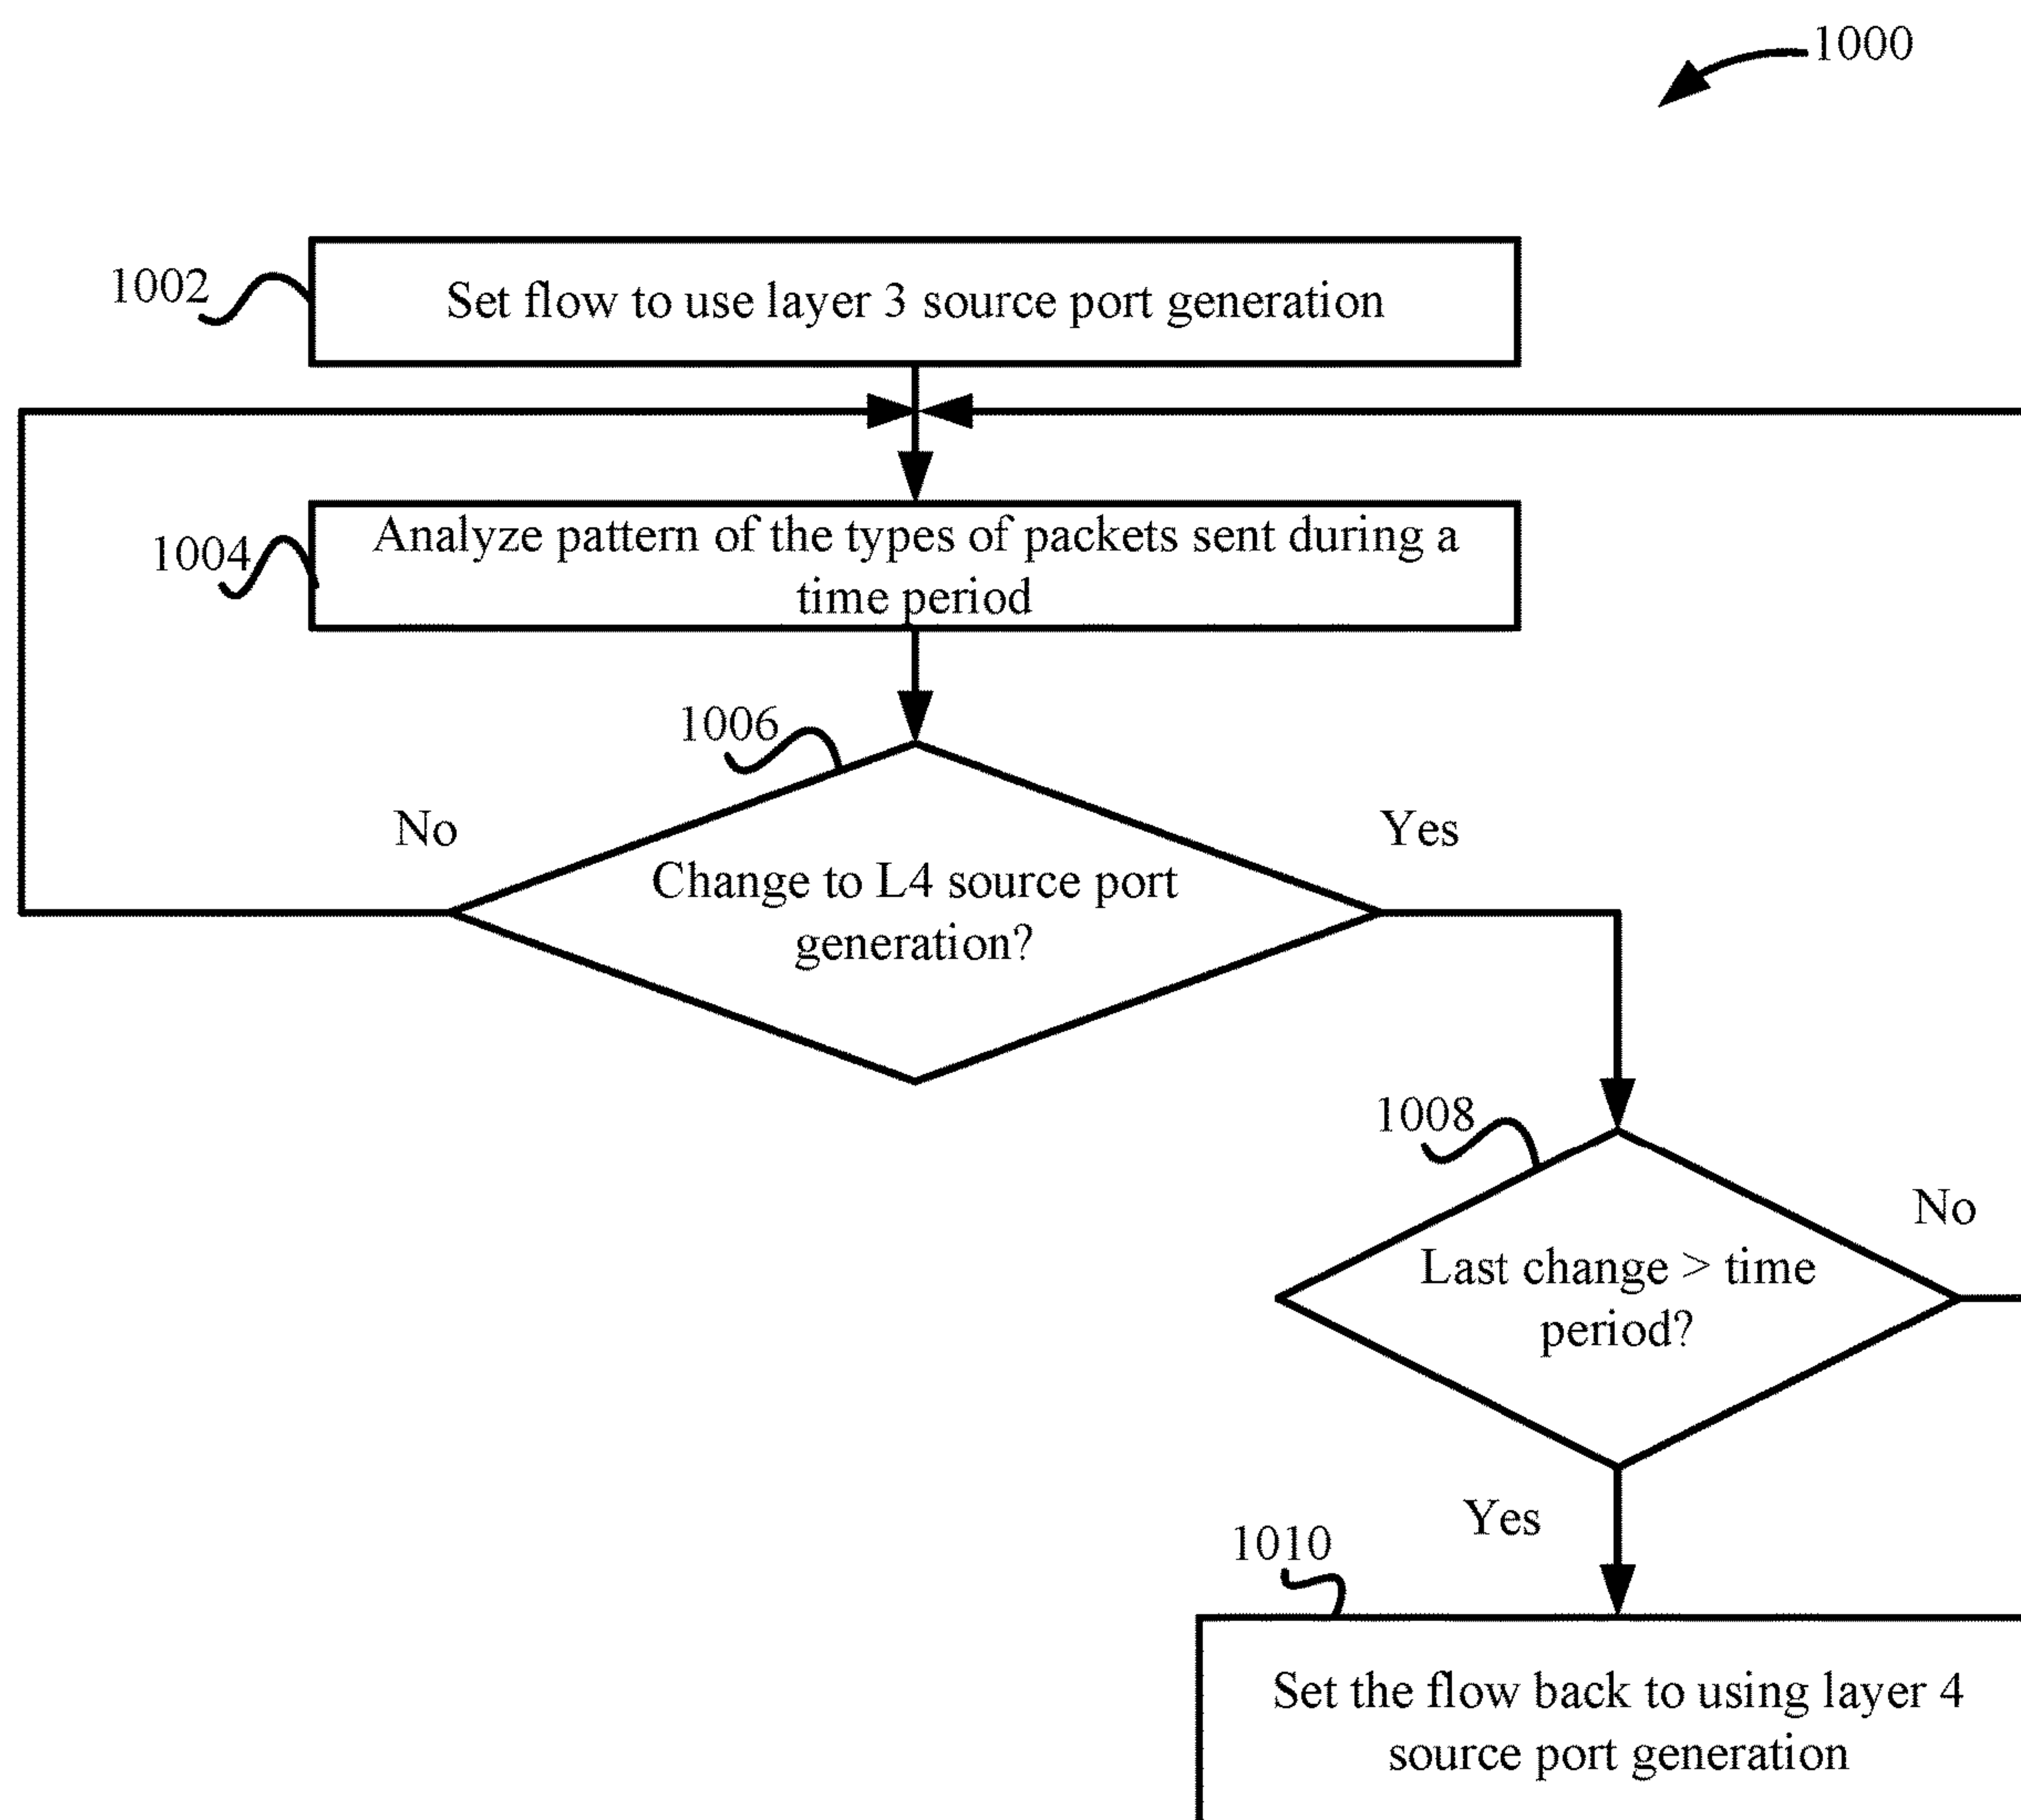 1000
1002
Set flow to use layer 3 source port generation
1004
Analyze pattern of the types of packets sent during a
time period
1006
No
Yes
Change to L4 source port
generation?
1008
No
Last change > time
period?
Yes
1010
Set the flow back to using layer 4
source port generation